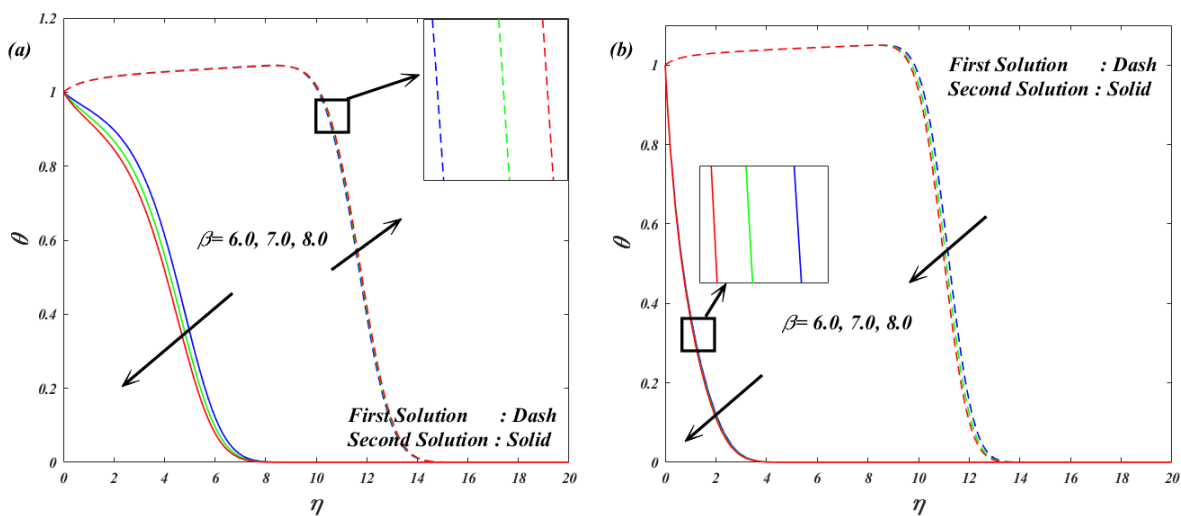 (a)
1.2
1
0.8
0.6
0.4
0.2
0
θ
β= 6.0, 7.0, 8.0
First Solution : Dash
Second Solution : Solid
0 2 4 6 8 10 12 14 16 18 20
η
(b)
1
0.8
0.6
0.4
0.2
0
θ
First Solution : Dash
Second Solution : Solid
β= 6.0, 7.0, 8.0
0 2 4 6 8 10 12 14 16 18 20
η